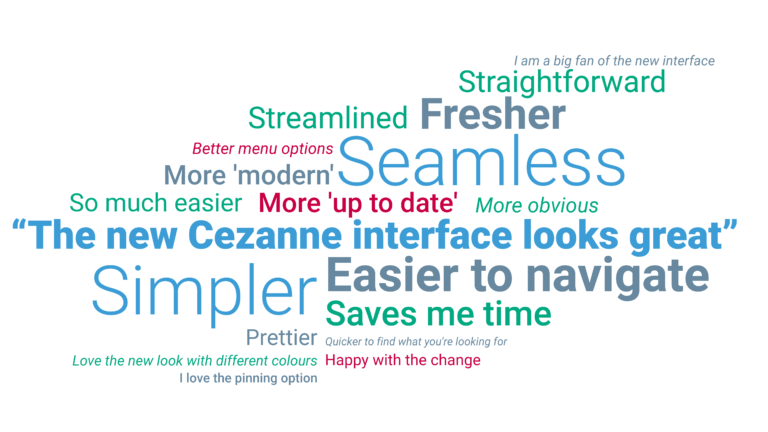 I am a big fan of the new interface
Straightforward
Streamlined Fresher
Better menu options
Seamless
More 'modern'
So much easier More 'up to date' More obvious
“The new Cezanne interface looks great”
Simpler
Easier to navigate
Saves me time
Prettier Quicker to find what you're looking for
Love the new look with different colours Happy with the change
I love the pinning option